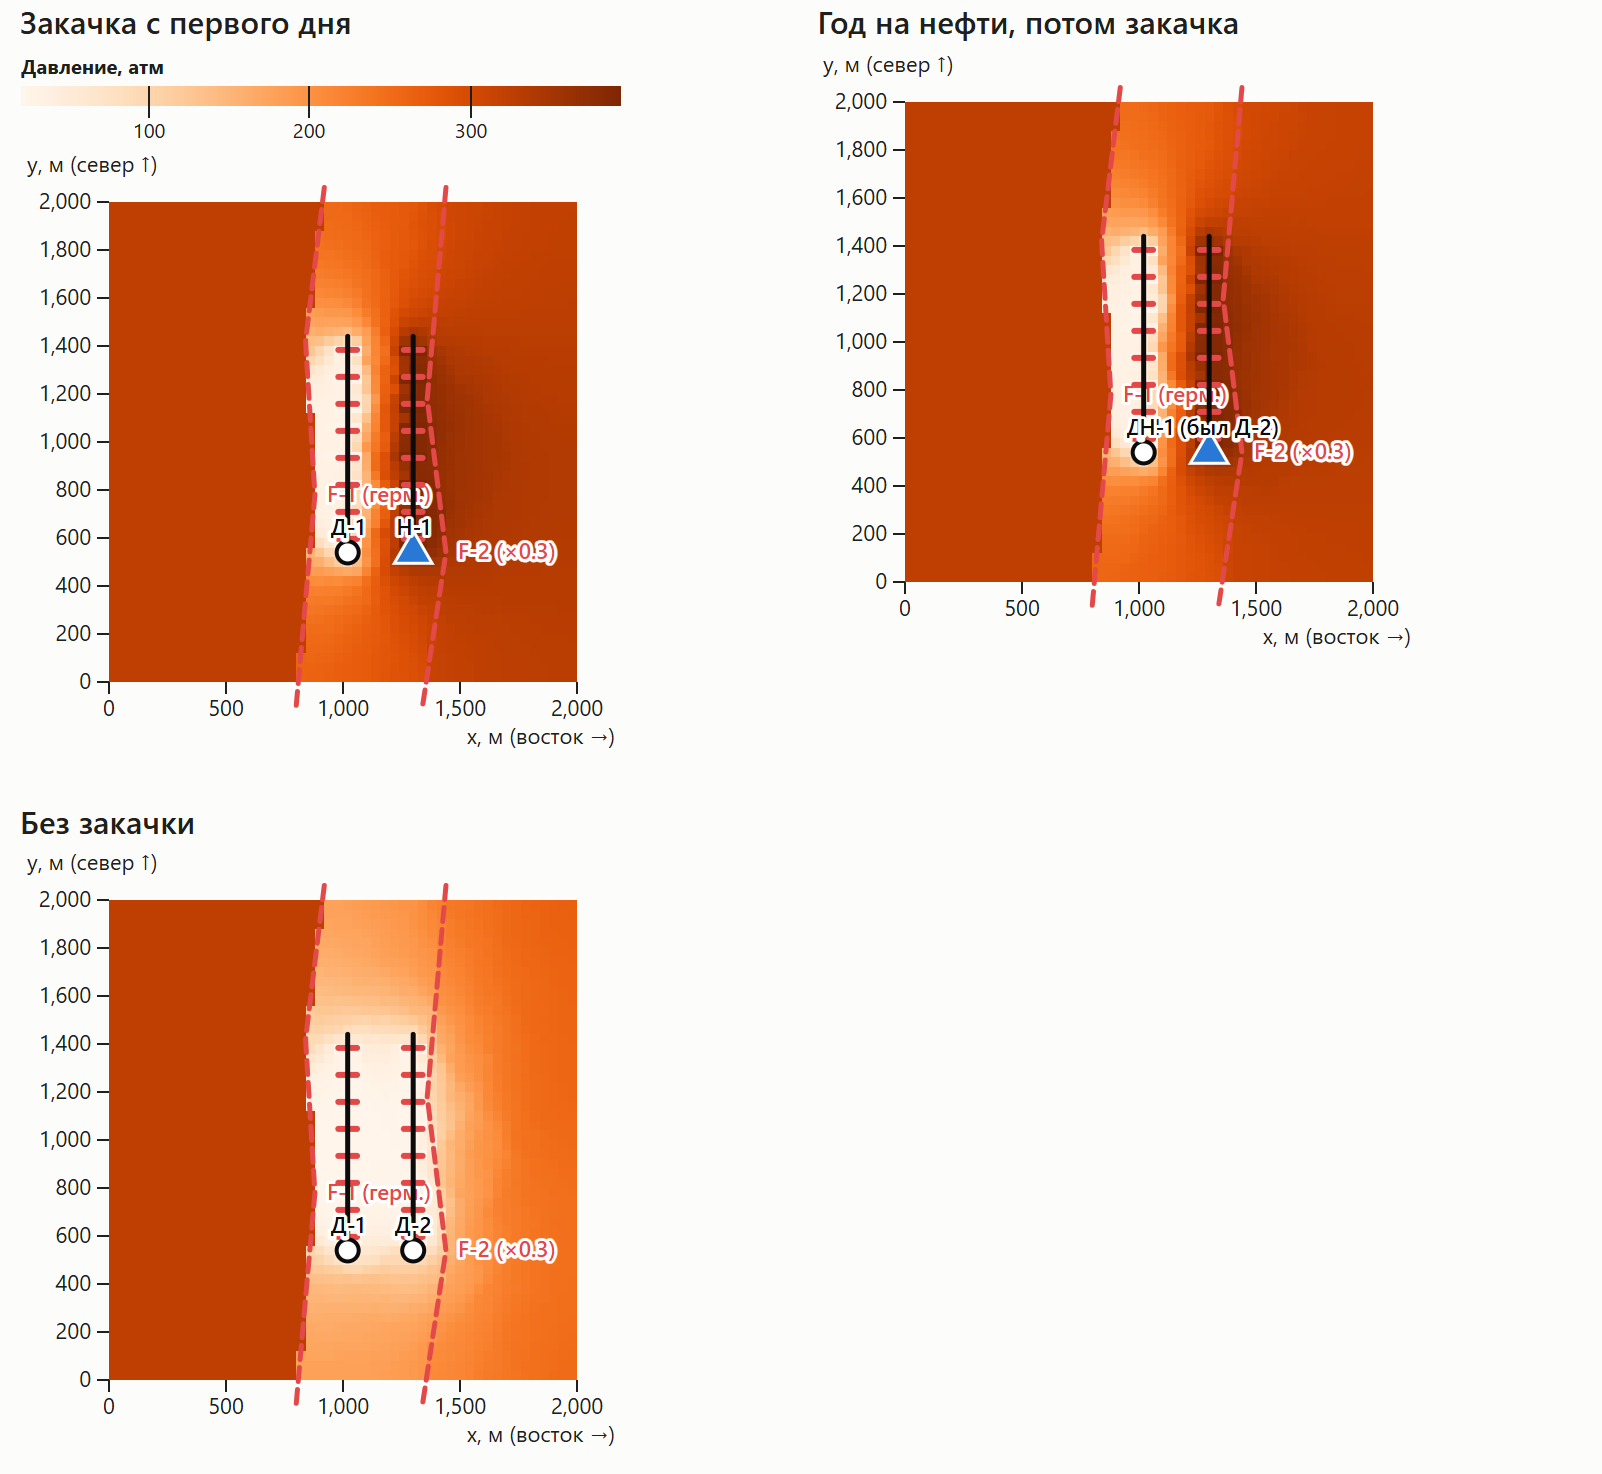 Закачка с первого дня
Давление, атм
100 200 300
y, м (север ↑)
2,000
1,800
1,600
1,400
1,200
1,000
800
600
400
200
0
F-1 (герм.)
Д-1
Н-1
F-2 (×0.3)
0 500 1,000 1,500 2,000
x, м (восток →)
Год на нефти, потом закачка
y, м (север ↑)
2,000
1,800
1,600
1,400
1,200
1,000
800
600
400
200
0
F-1 (герм.)
Н-1 (был Д-2)
F-2 (×0.3)
0 500 1,000 1,500 2,000
x, м (восток →)
Без закачки
y, м (север ↑)
2,000
1,800
1,600
1,400
1,200
1,000
800
600
400
200
0
F-1 (герм.)
Д-1
Д-2
F-2 (×0.3)
0 500 1,000 1,500 2,000
x, м (восток →)